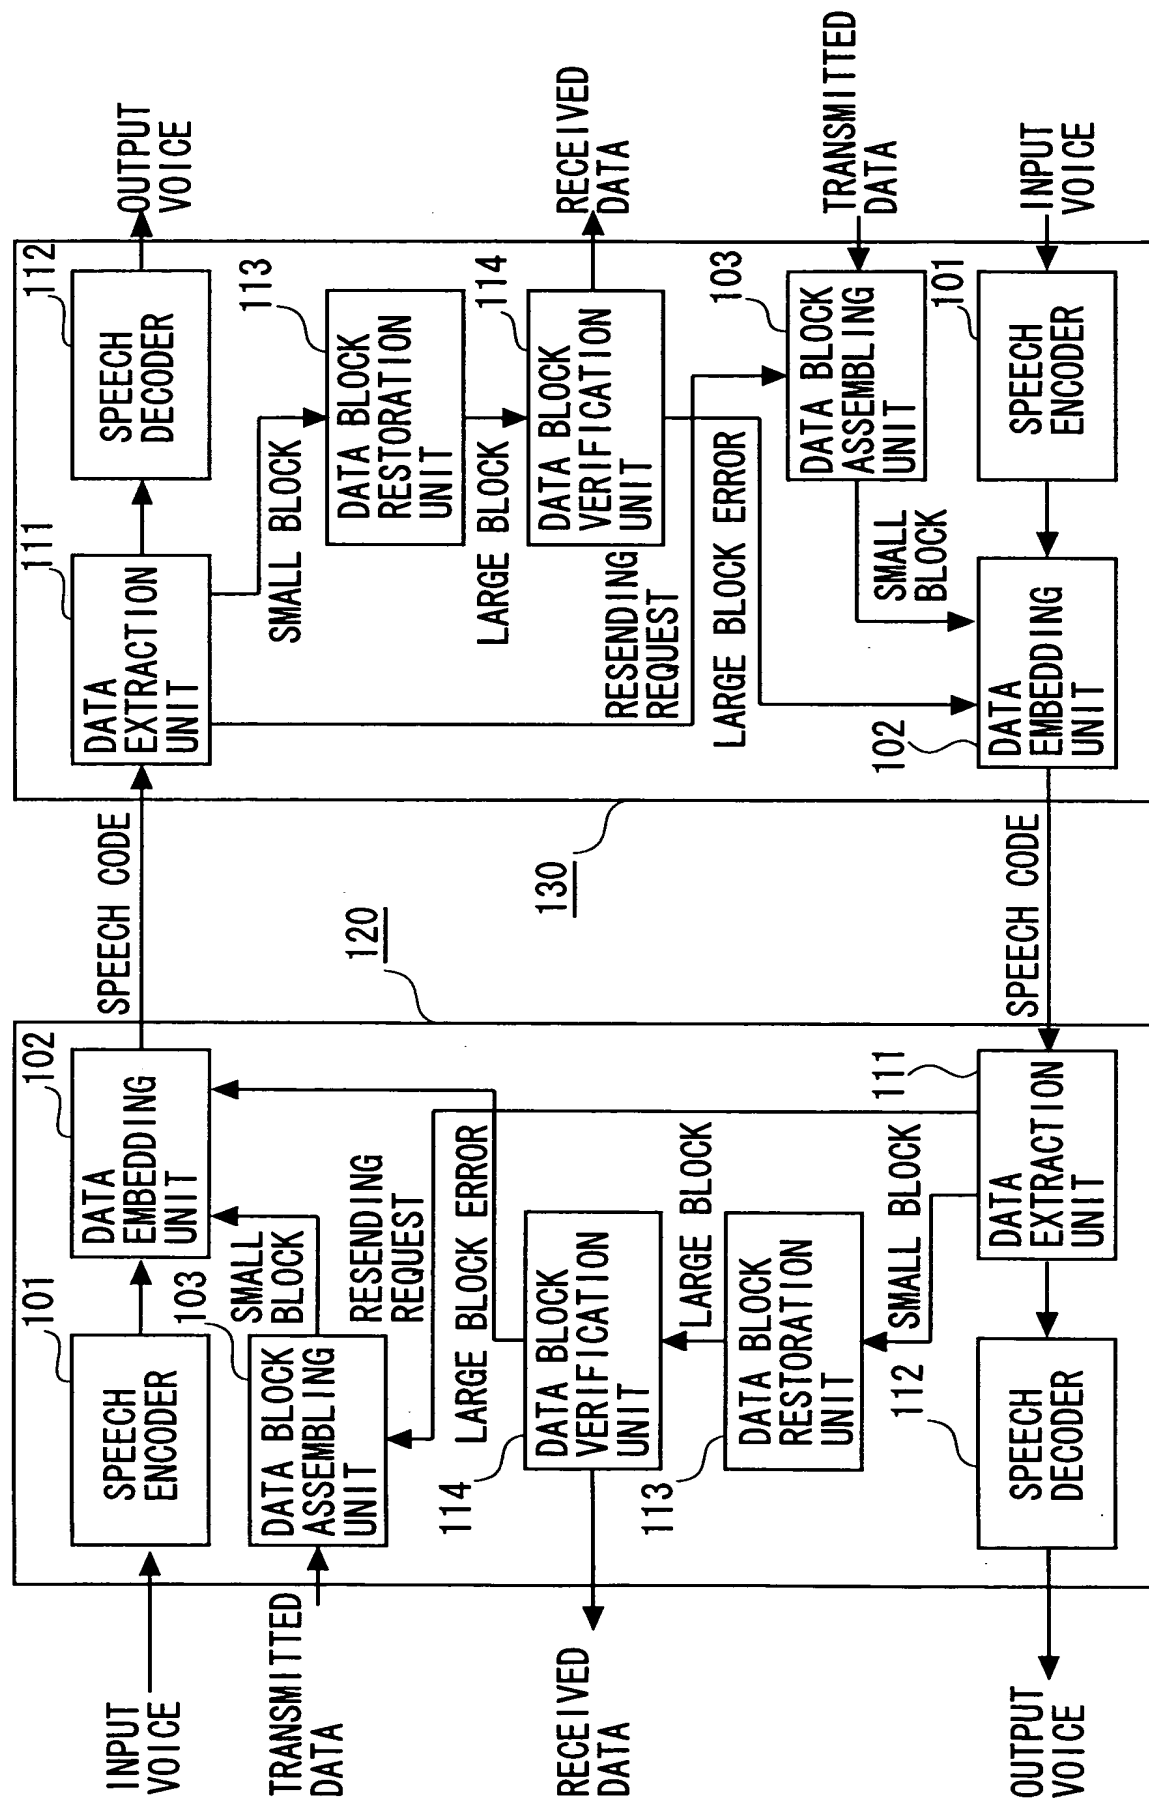 INPUT
VOICE
101
SPEECH
ENCODER
102
DATA
EMBEDDING
UNIT
SPEECH CODE
111
DATA
EXTRACTION
UNIT
112
SPEECH
DECODER
OUTPUT
VOICE
TRANSMITTED
DATA
103
DATA BLOCK
ASSEMBLING
UNIT
SMALL
BLOCK
RESENDING
REQUEST
LARGE BLOCK ERROR
120
SMALL BLOCK
113
DATA BLOCK
RESTORATION
UNIT
LARGE BLOCK
RECEIVED
DATA
114
DATA BLOCK
VERIFICATION
UNIT
LARGE BLOCK
130
114
DATA BLOCK
VERIFICATION
UNIT
RECEIVED
DATA
RESENDING
REQUEST
LARGE BLOCK ERROR
113
DATA BLOCK
RESTORATION
UNIT
SMALL BLOCK
103
DATA BLOCK
ASSEMBLING
UNIT
TRANSMITTED
DATA
SMALL
BLOCK
OUTPUT
VOICE
112
SPEECH
DECODER
111
DATA
EXTRACTION
UNIT
SPEECH CODE
102
DATA
EMBEDDING
UNIT
101
SPEECH
ENCODER
INPUT
VOICE